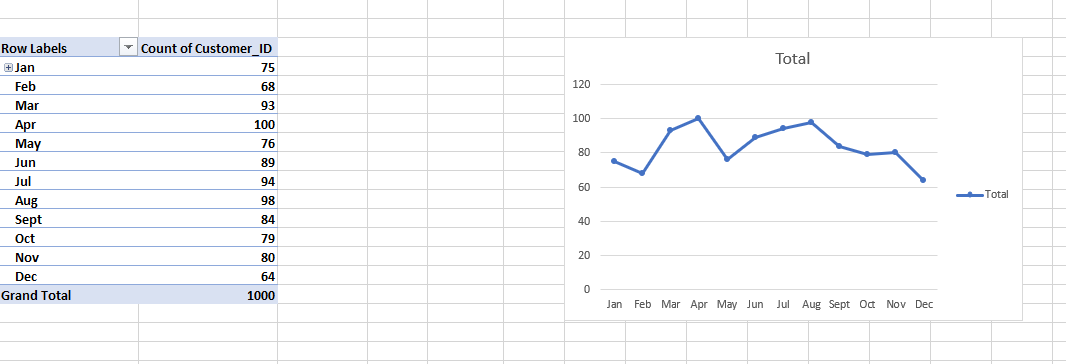 Row Labels Count of Customer_ID
Jan 75
Feb 68
Mar 93
Apr 100
May 76
Jun 89
Jul 94
Aug 98
Sept 84
Oct 79
Nov 80
Dec 64
Grand Total 1000
Total
120
100
80
60
40
20
0
Jan Feb Mar Apr May Jun Jul Aug Sept Oct Nov Dec
Total